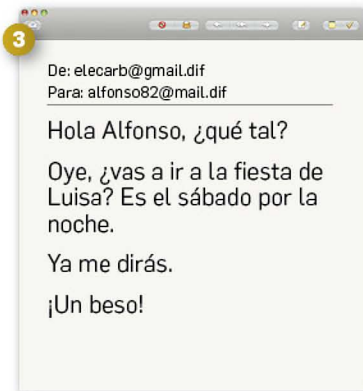 3
De: elecarb@gmail.dif
Para: alfonso82@mail.dif
Hola Alfonso, ¿qué tal?
Oye, ¿vas a ir a la fiesta de
Luisa? Es el sábado por la
noche.
Ya me dirás.
¡Un beso!